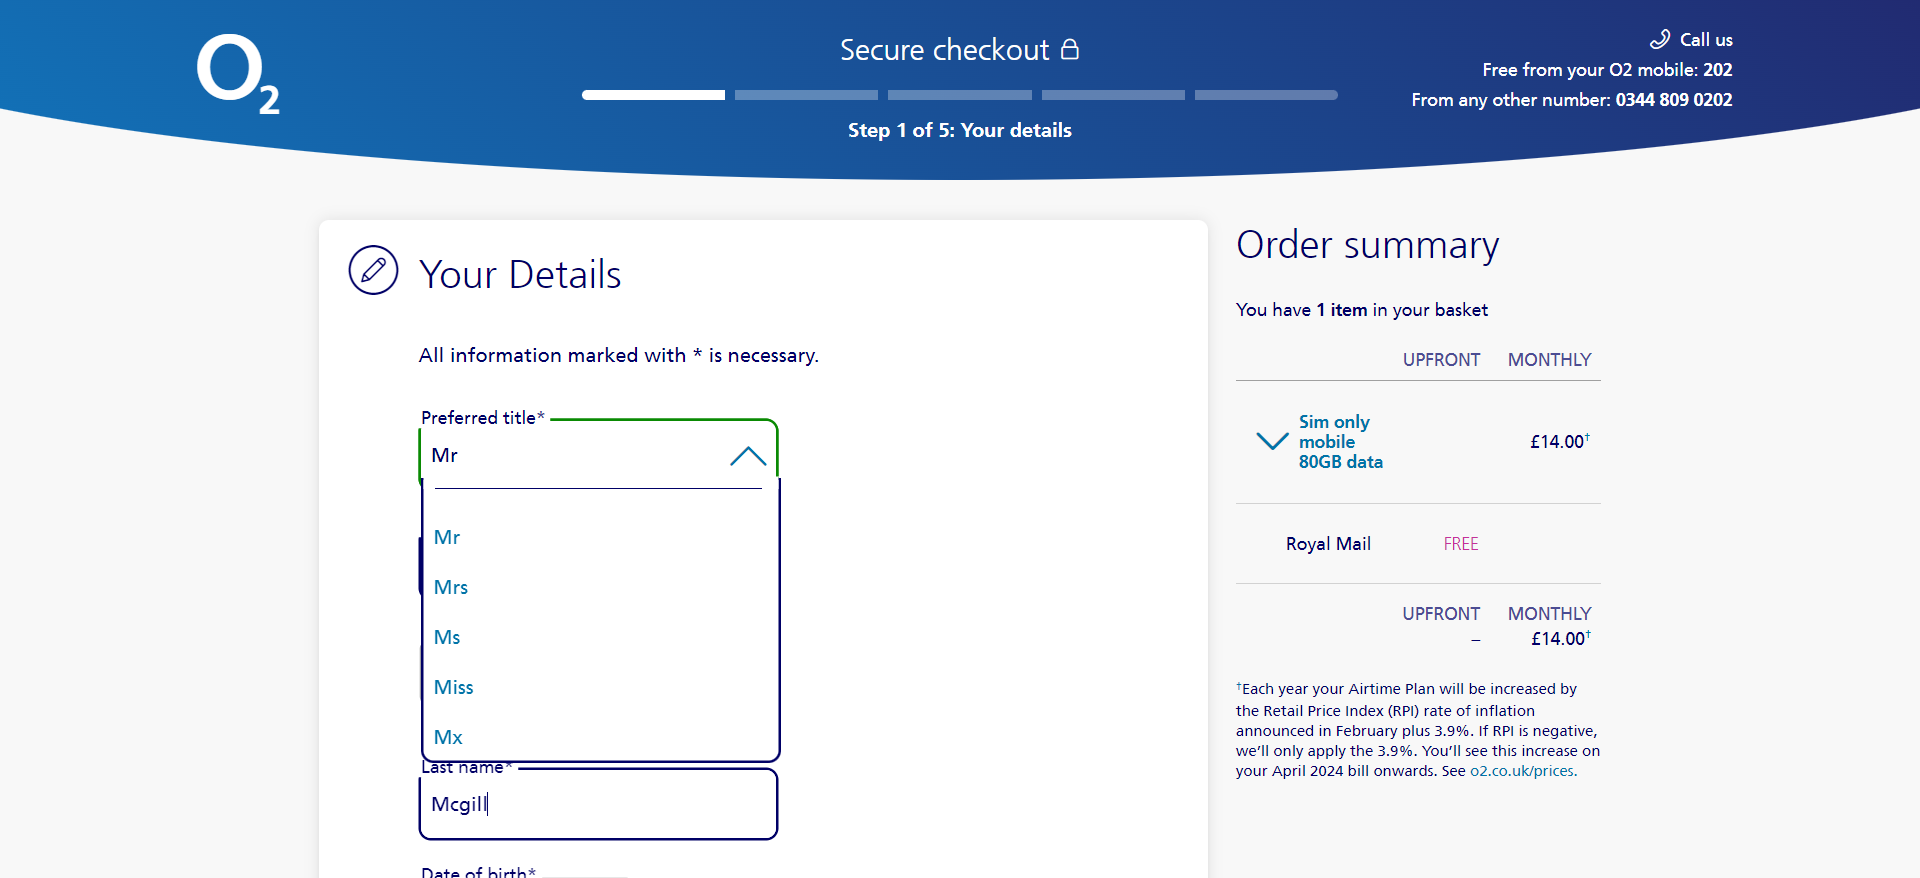 O2
Secure checkout
Step 1 of 5: Your details
Call us
Free from your O2 mobile: 202
From any other number: 0344 809 0202
Your Details
All information marked with * is necessary.
Preferred title*
Mr
Mr
Mrs
Ms
Miss
Mx
Last name*
Mcgill
Date of birth*
Order summary
You have 1 item in your basket
UPFRONT MONTHLY
Sim only
mobile
80GB data
£14.00†
Royal Mail FREE
UPFRONT MONTHLY
– £14.00†
†Each year your Airtime Plan will be increased by
the Retail Price Index (RPI) rate of inflation
announced in February plus 3.9%. If RPI is negative,
we’ll only apply the 3.9%. You’ll see this increase on
your April 2024 bill onwards. See o2.co.uk/prices.